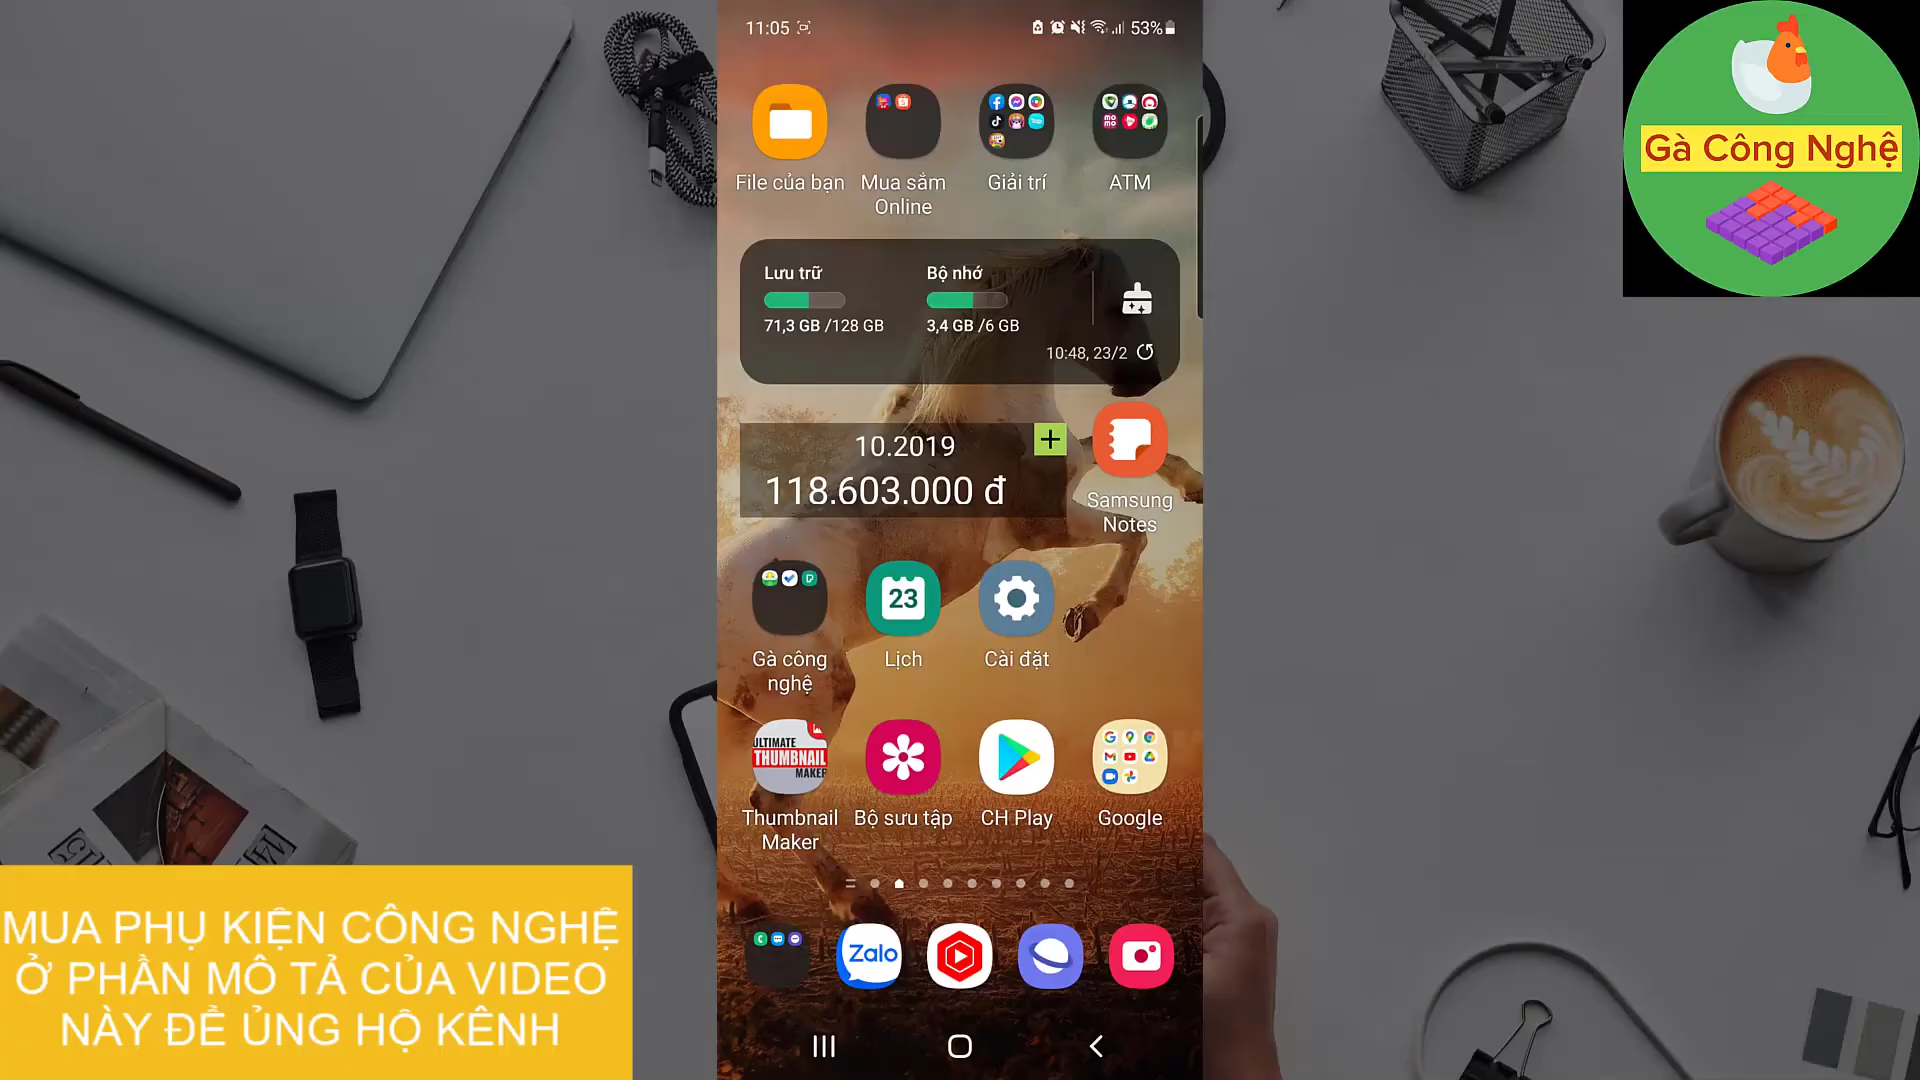 11:05
53%
Gà Công Nghệ
File của bạn
Mua sắm
Online
Giải trí
ATM
Lưu trữ
71,3 GB /128 GB
Bộ nhớ
3,4 GB /6 GB
10:48, 23/2
10.2019
+
118.603.000 đ
Samsung
Notes
Gà công
nghệ
23
Lịch
Cài đặt
ULTIMATE
THUMBNAIL
MAKER
Thumbnail
Maker
Bộ sưu tập
CH Play
Google
Zalo
MUA PHỤ KIỆN CÔNG NGHỆ
Ở PHẦN MÔ TẢ CỦA VIDEO
NÀY ĐỂ ỦNG HỘ KÊNH